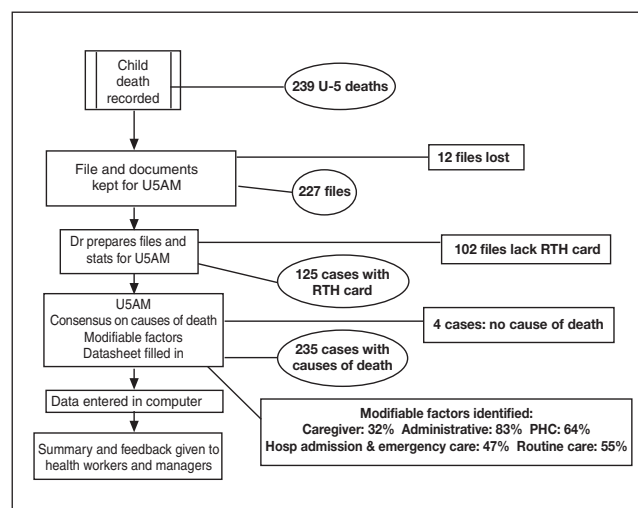 Child
death
recorded
239 U-5 deaths
File and documents
kept for U5AM
12 files lost
227 files
Dr prepares files and
stats for U5AM
102 files lack RTH card
125 cases with
RTH card
U5AM
Consensus on causes of death
Modifiable factors
Datasheet filled in
4 cases: no cause of death
235 cases with
causes of death
Data entered in computer
Modifiable factors identified:
Caregiver: 32% Administrative: 83% PHC: 64%
Hosp admission & emergency care: 47% Routine care: 55%
Summary and feedback given to
health workers and managers